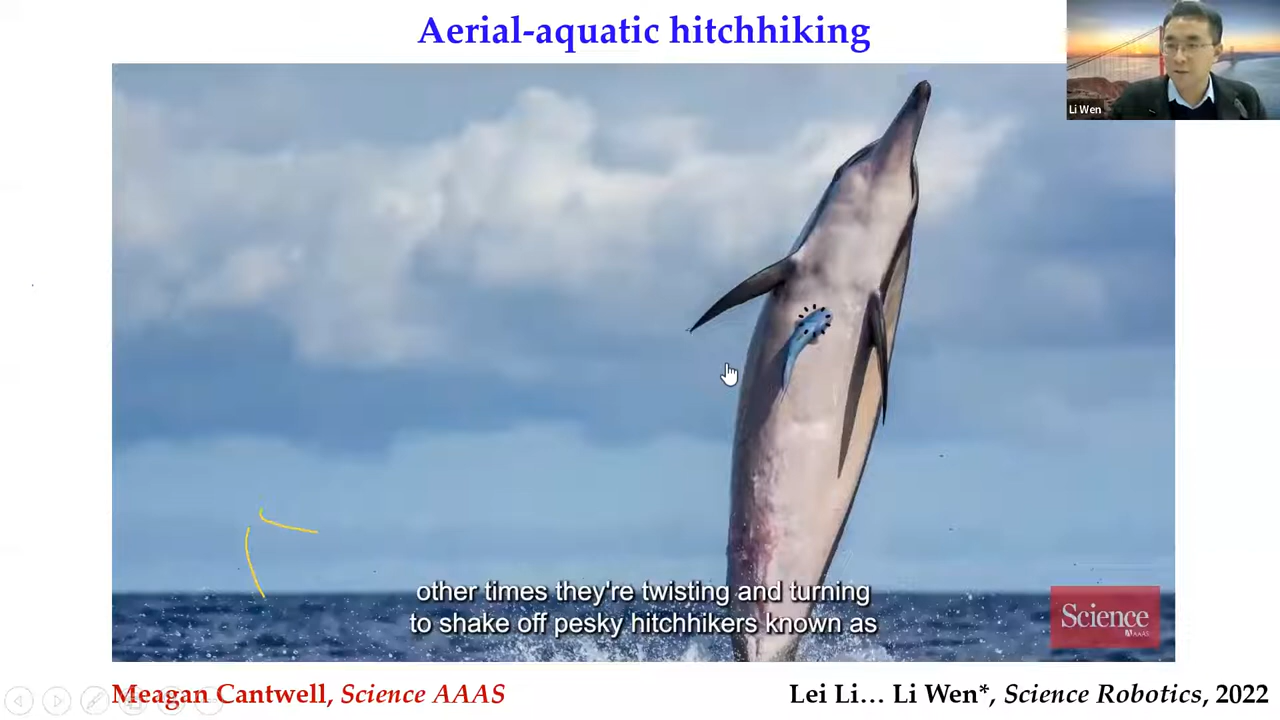 Aerial-aquatic hitchhiking
Li Wen
other times they're twisting and turning
to shake off pesky hitchhikers known as
Science
AAAS
Meagan Cantwell, Science AAAS
Lei Li... Li Wen*, Science Robotics, 2022